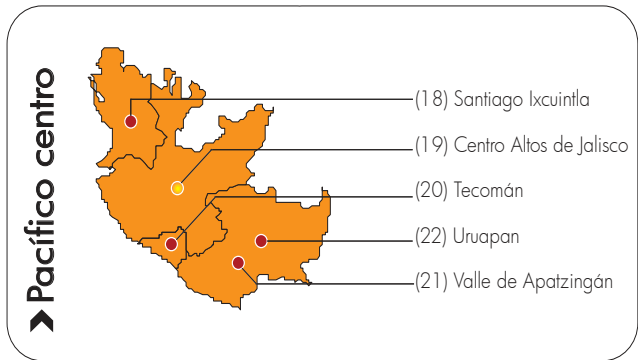 Pacífico centro
(18) Santiago Ixcuintla
(19) Centro Altos de Jalisco
(20) Tecomán
(22) Uruapan
(21) Valle de Apatzingán